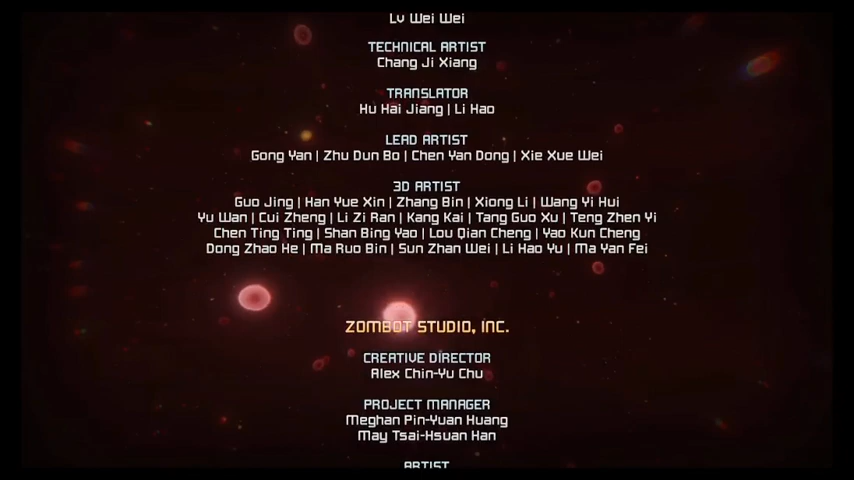 Lv Wei Wei
TECHNICAL ARTIST
Chang Ji Xiang
TRANSLATOR
Hu Hai Jiang | Li Hao
LEAD ARTIST
Gong Yan | Zhu Dun Bo | Chen Yan Dong | Xie Xue Wei
3D ARTIST
Guo Jing | Han Yue Xin | Zhang Bin | Xiong Li | Wang Yi Hui
Yu Wan | Cui Zheng | Li Zi Ran | Kang Kai | Tang Guo Xu | Teng Zhen Yi
Chen Ting Ting | Shan Bing Yao | Lou Qian Cheng | Yao Kun Cheng
Dong Zhao He | Ma Ruo Bin | Sun Zhan Wei | Li Hao Yu | Ma Yan Fei
ZOMBOT STUDIO, INC.
CREATIVE DIRECTOR
Alex Chin-Yu Chu
PROJECT MANAGER
Meghan Pin-Yuan Huang
May Tsai-Hsuan Han
ARTIST